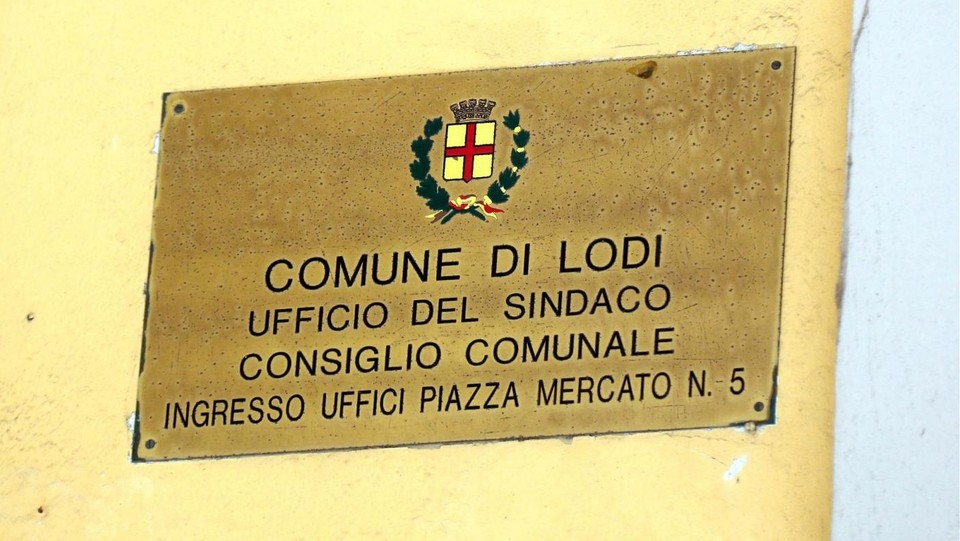 COMUNE DI LODI
UFFICIO DEL SINDACO
CONSIGLIO COMUNALE
INGRESSO UFFICI PIAZZA MERCATO N. 5